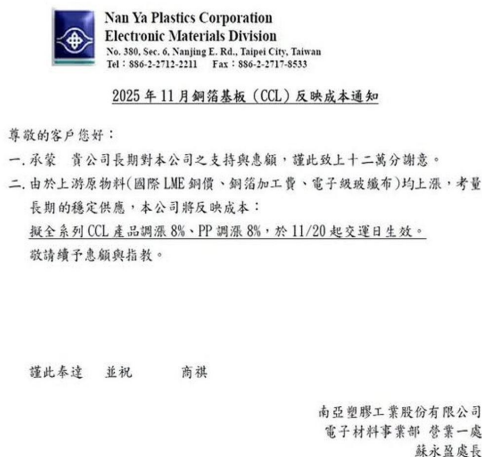 Nan Ya Plastics Corporation
Electronic Materials Division
No. 380, Sec. 6, Nanjing E. Rd., Taipei City, Taiwan
Tel：886-2-2712-2211 Fax：886-2-2717-8533
2025 年 11 月銅箔基板（CCL）反映成本通知
尊敬的客戶您好：
一. 承蒙 貴公司長期對本公司之支持與惠顧，謹此致上十二萬分謝意。
二. 由於上游原物料(國際 LME 銅價、銅箔加工費、電子級玻纖布)均上漲，考量
長期的穩定供應，本公司將反映成本：
擬全系列 CCL 產品調漲 8%、PP 調漲 8%，於 11/20 起交運日生效。
敬請續予惠顧與指教。
謹此奉達 並祝 商祺
南亞塑膠工業股份有限公司
電子材料事業部 營業一處
蘇永盈處長